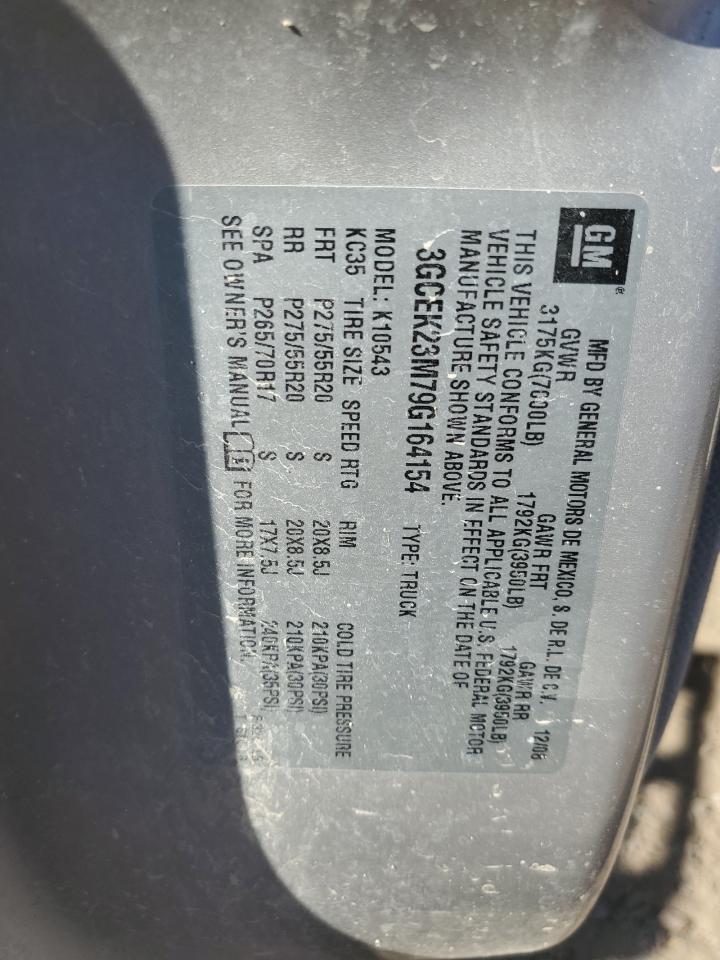 GM®
MFD BY GENERAL MOTORS DE MEXICO, S. DE R.L. DE C.V. 12/08
GVWR GAWR FRT GAWR RR
3175KG(7000LB) 1792KG(3950LB) 1792KG(3950LB)
THIS VEHICLE CONFORMS TO ALL APPLICABLE U.S. FEDERAL MOTOR
VEHICLE SAFETY STANDARDS IN EFFECT ON THE DATE OF
MANUFACTURE SHOWN ABOVE.
3GCEK23M79G164154 TYPE: TRUCK
MODEL: K10543
KC35 TIRE SIZE SPEED RTG RIM COLD TIRE PRESSURE
FRT P275/55R20 S 20X8.5J 210KPA(30PSI)
RR P275/55R20 S 20X8.5J 210KPA(30PSI)
SPA P265/70R17 S 17X7.5J 240KPA(35PSI)
SEE OWNER'S MANUAL FOR MORE INFORMATION.